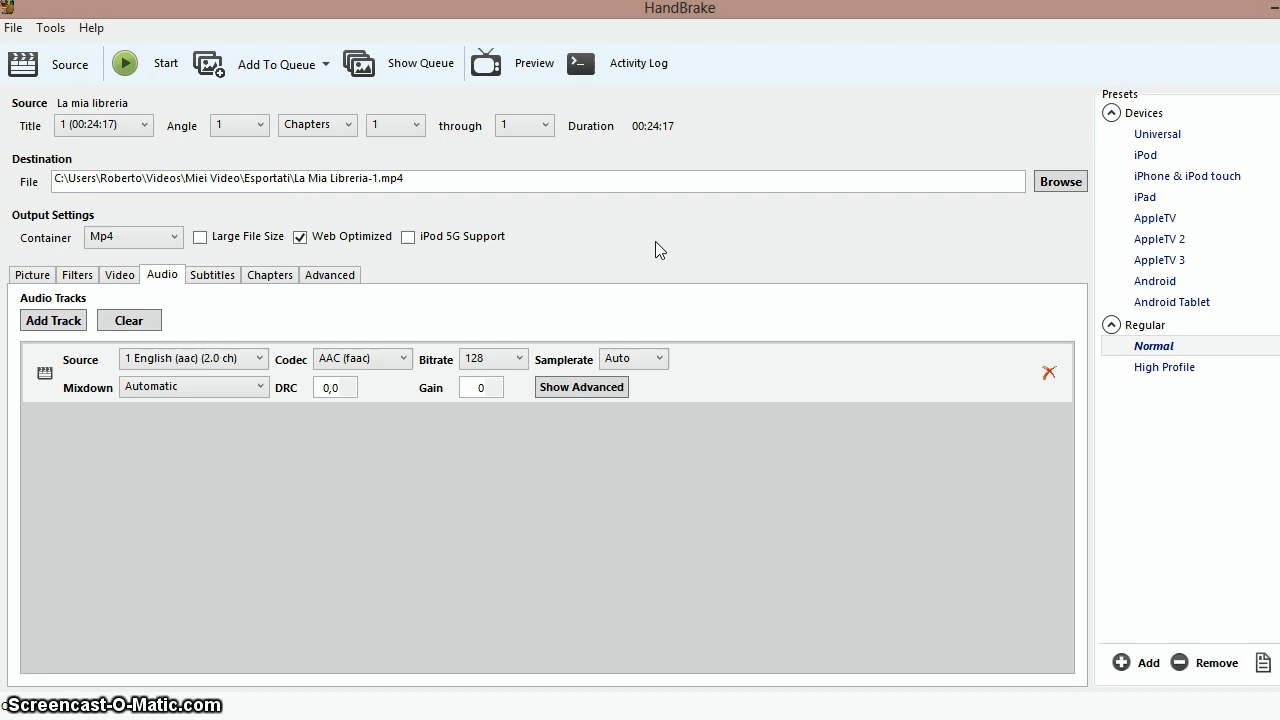 HandBrake
File Tools Help
Source Start Add To Queue Show Queue Preview Activity Log
Source La mia libreria
Title 1 (00:24:17) Angle 1 Chapters 1 through 1 Duration 00:24:17
Destination
File C:\Users\Roberto\Videos\Miei Video\Esportati\La Mia Libreria-1.mp4 Browse
Output Settings
Container Mp4 Large File Size Web Optimized iPod 5G Support
Picture Filters Video Audio Subtitles Chapters Advanced
Audio Tracks
Add Track Clear
Source 1 English (aac) (2.0 ch) Codec AAC (faac) Bitrate 128 Samplerate Auto
Mixdown Automatic DRC 0,0 Gain 0 Show Advanced
Presets
Devices
Universal
iPod
iPhone & iPod touch
iPad
AppleTV
AppleTV 2
AppleTV 3
Android
Android Tablet
Regular
Normal
High Profile
Add Remove
Screencast-O-Matic.com